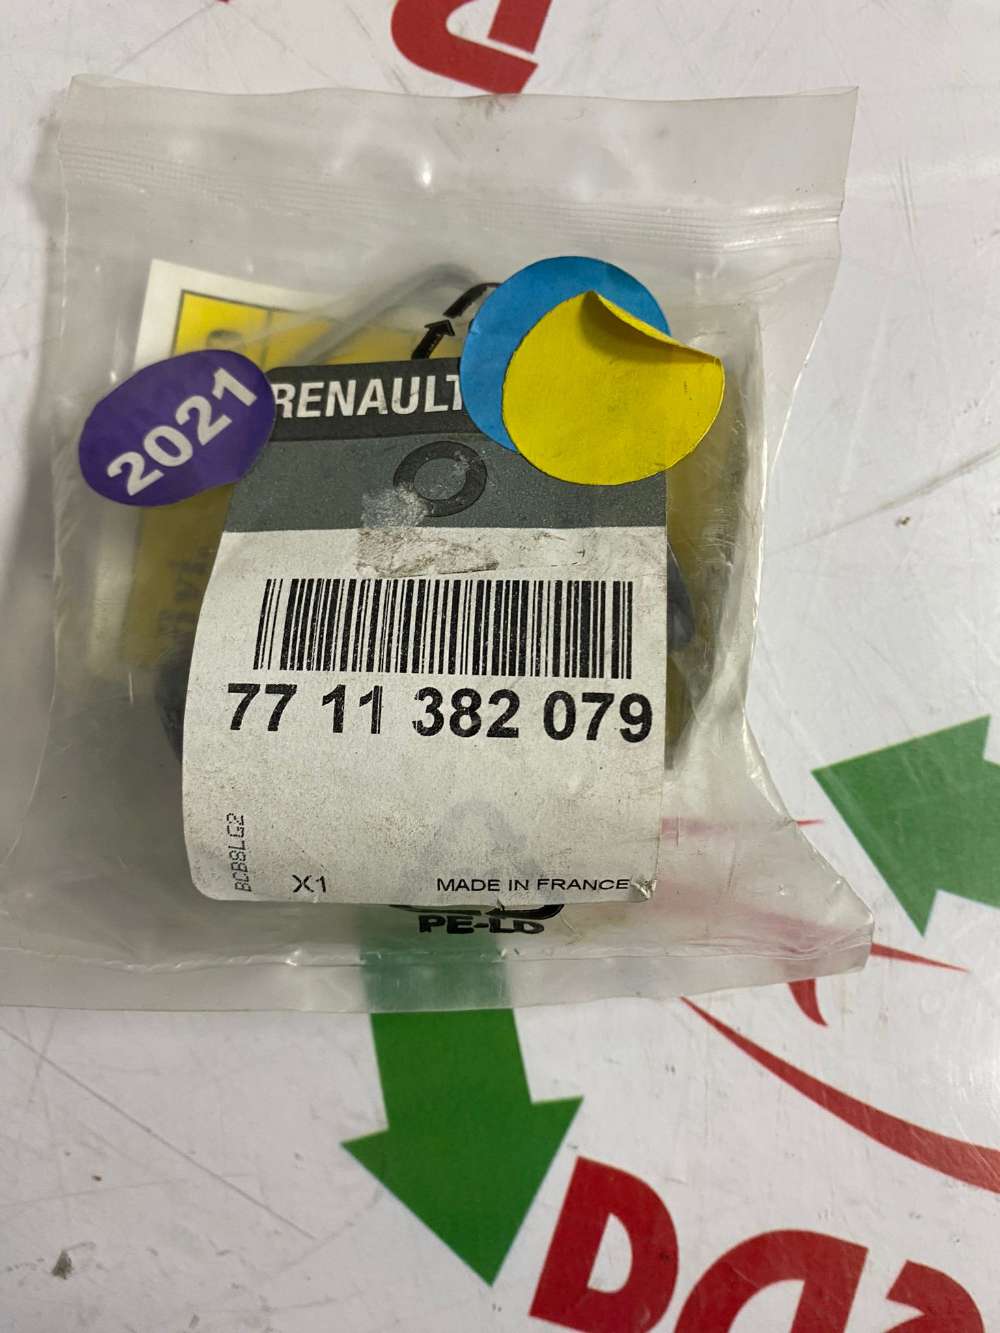 2021
RENAULT
77 11 382 079
BCBSLG2
X1
MADE IN FRANCE
PE-LD